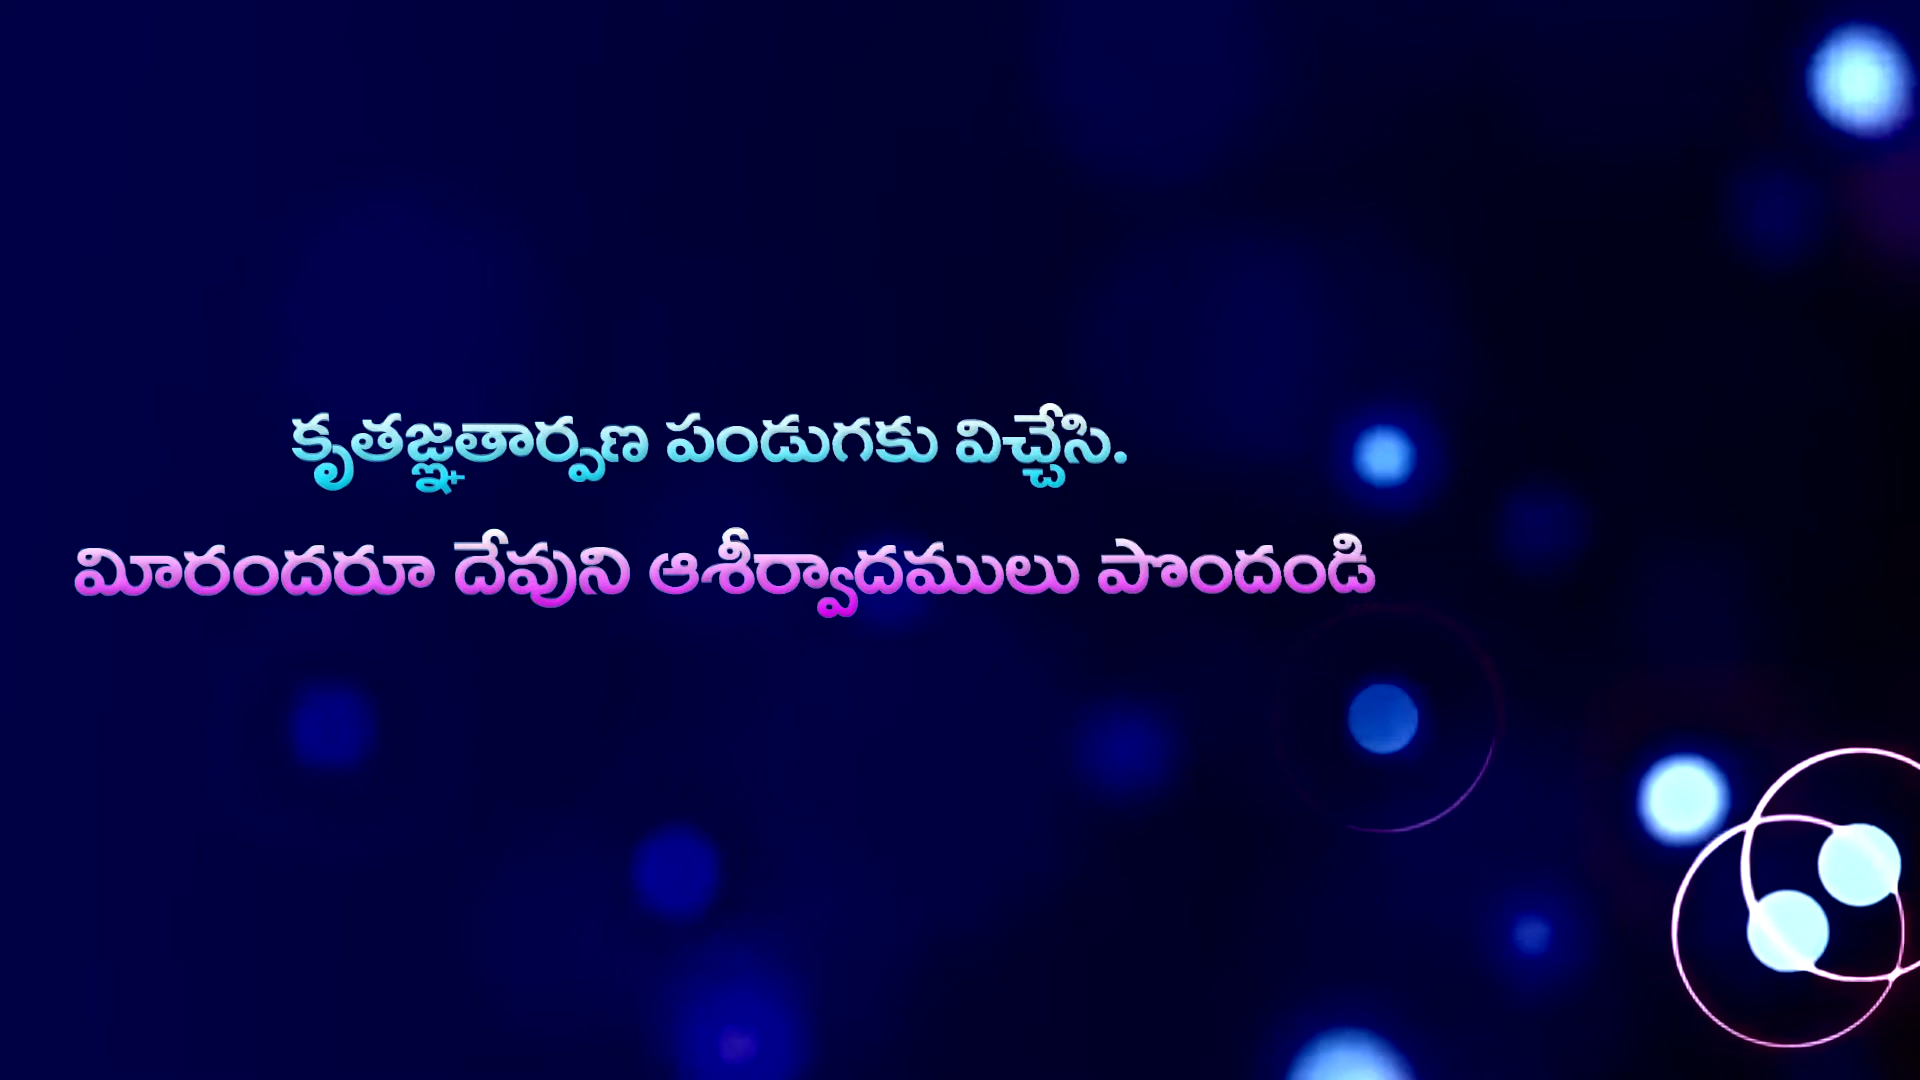 కృతజ్ఞతార్పణ పండుగకు విచ్చేసి.
మీరందరూ దేవుని ఆశీర్వాదములు పొందండి